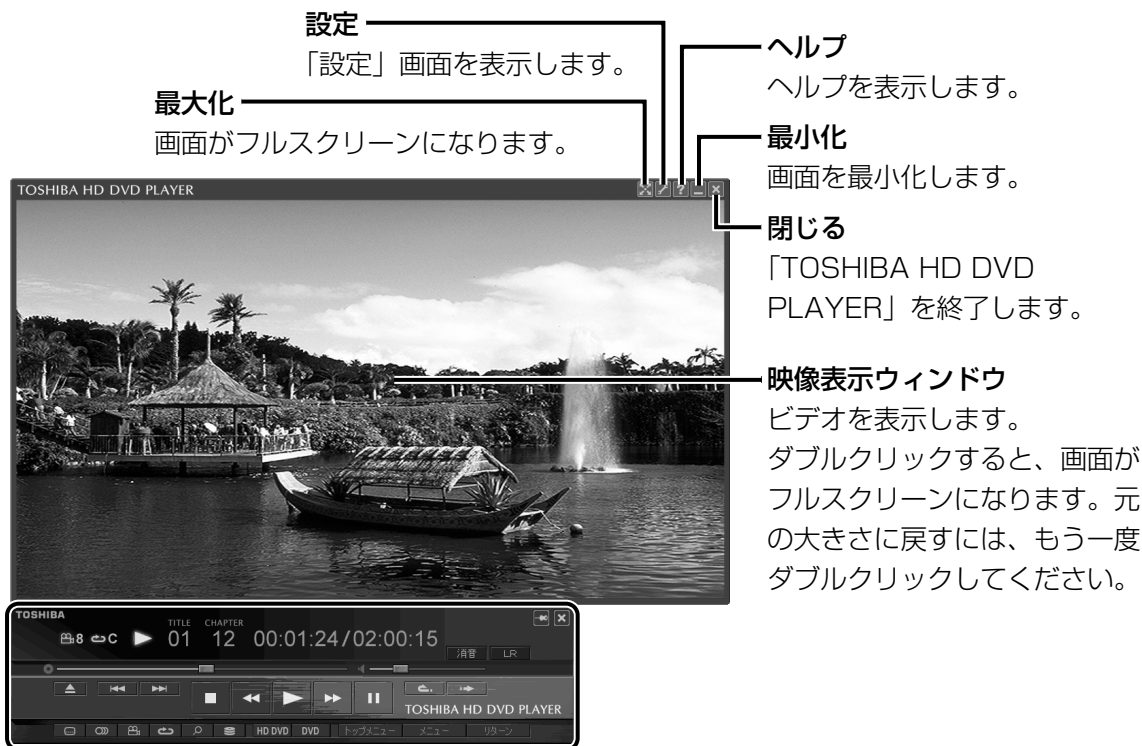 設定
「設定」画面を表示します。
最大化
画面がフルスクリーンになります。
ヘルプ
ヘルプを表示します。
最小化
画面を最小化します。
閉じる
「TOSHIBA HD DVD
PLAYER」を終了します。
映像表示ウィンドウ
ビデオを表示します。
ダブルクリックすると、画面が
フルスクリーンになります。元
の大きさに戻すには、もう一度
ダブルクリックしてください。
TOSHIBA HD DVD PLAYER
TOSHIBA
TITLE CHAPTER
8 C 01 12 00:01:24/02:00:15
消音 LR
TOSHIBA HD DVD PLAYER
HD DVD DVD トップメニュー メニュー リターン